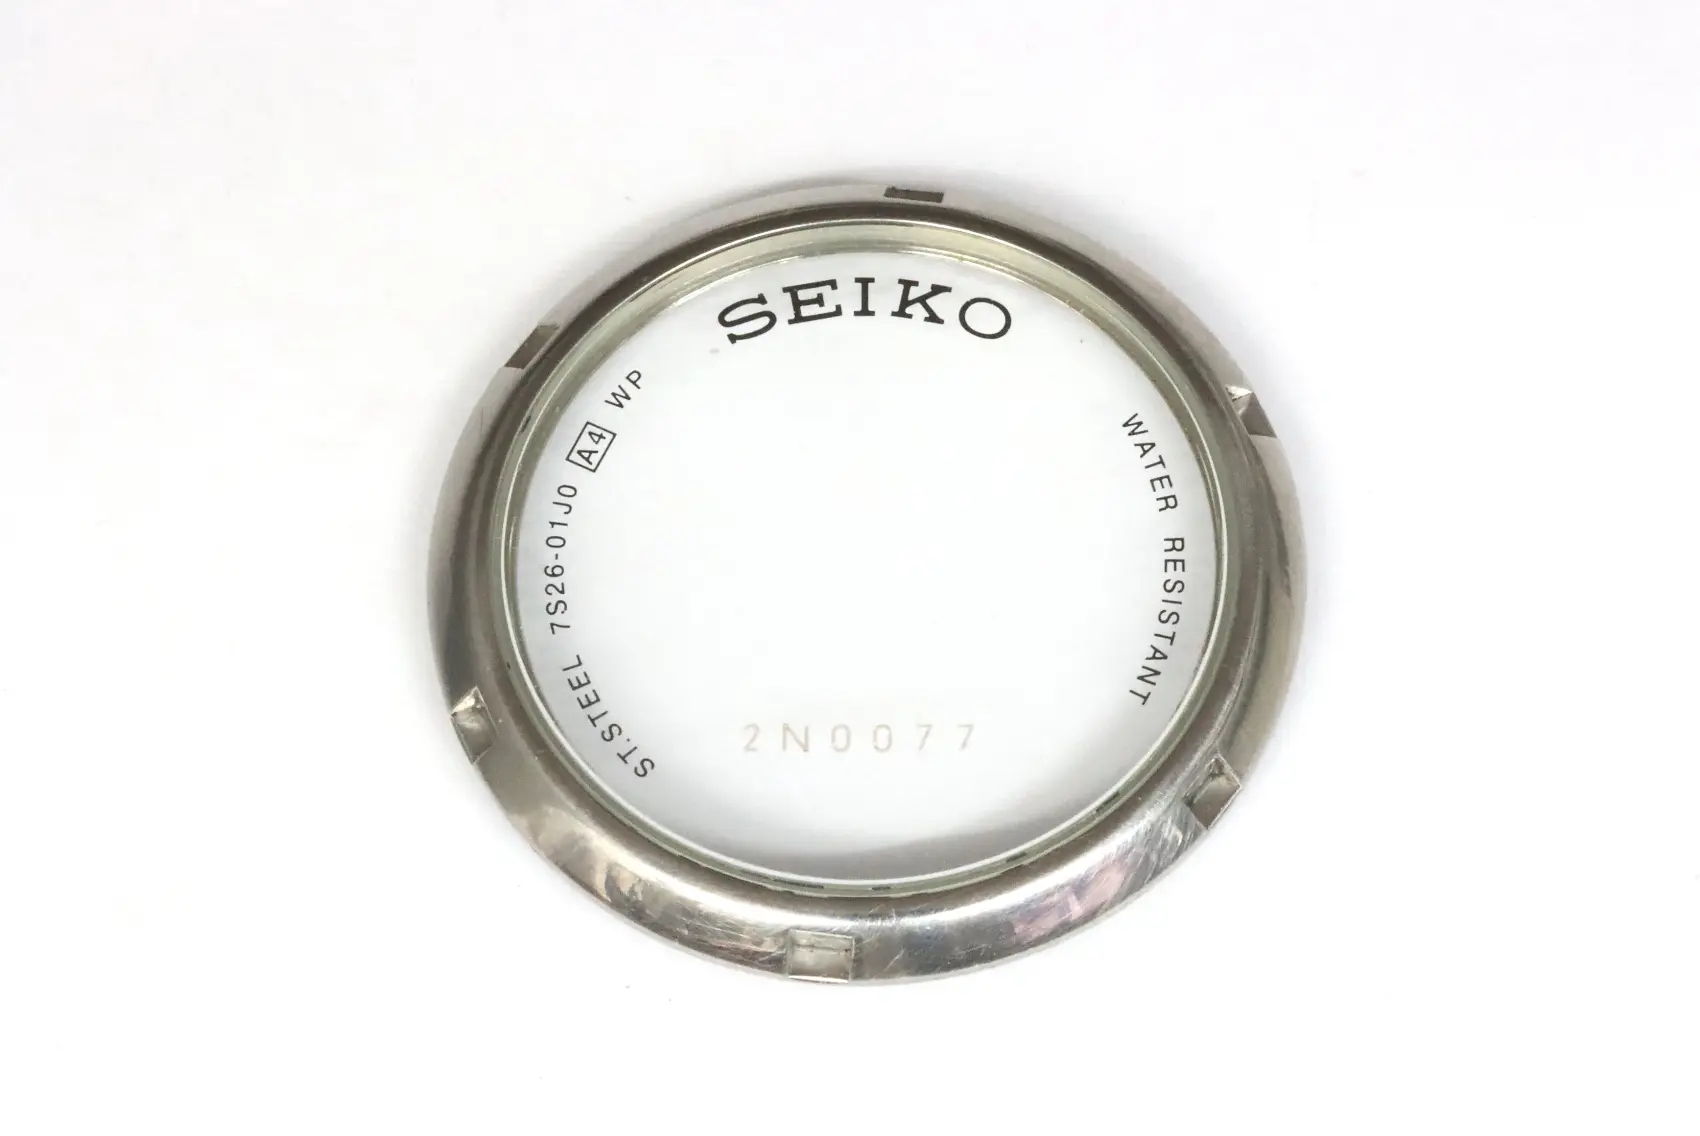 SEIKO
WATER RESISTANT
ST.STEEL 7S26-01J0 A4 WP
2N0077